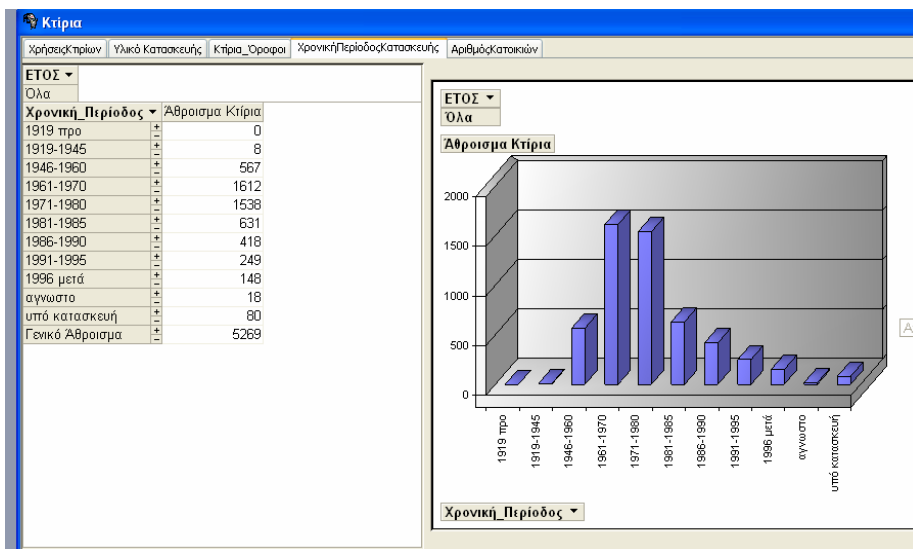 Κτίρια
ΧρήσειςΚτιρίων Υλικό Κατασκευής Κτίρια_Όροφοι ΧρονικήΠερίοδοςΚατασκευής ΑριθμόςΚατοικιών
ΕΤΟΣ
Όλα
Χρονική_Περίοδος Άθροισμα Κτίρια
1919 προ 0
1919-1945 8
1946-1960 567
1961-1970 1612
1971-1980 1538
1981-1985 631
1986-1990 418
1991-1995 249
1996 μετά 148
αγνωστο 18
υπό κατασκευή 80
Γενικό Άθροισμα 5269
ΕΤΟΣ
Όλα
Άθροισμα Κτίρια
2000
1500
1000
500
0
1919 προ
1919-1945
1946-1960
1961-1970
1971-1980
1981-1985
1986-1990
1991-1995
1996 μετά
αγνωστο
υπό κατασκευή
Χρονική_Περίοδος